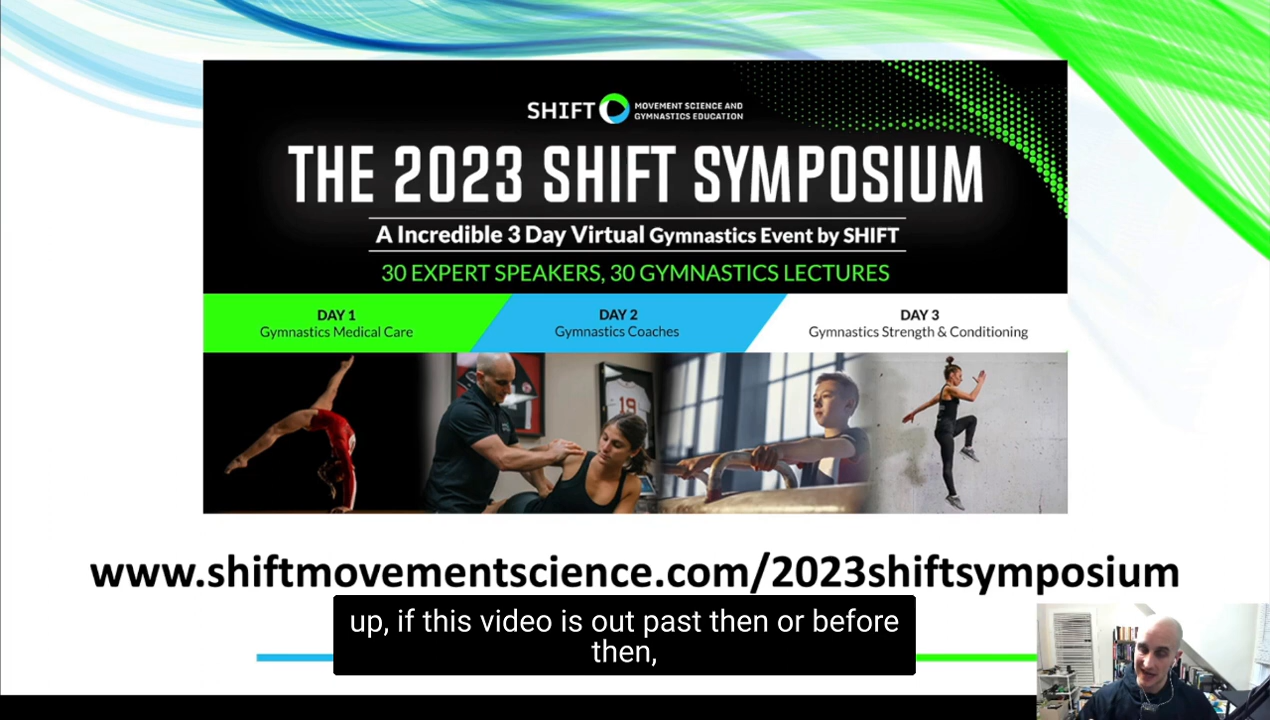 SHIFT MOVEMENT SCIENCE AND
GYMNASTICS EDUCATION
THE 2023 SHIFT SYMPOSIUM
A Incredible 3 Day Virtual Gymnastics Event by SHIFT
30 EXPERT SPEAKERS, 30 GYMNASTICS LECTURES
DAY 1
Gymnastics Medical Care
DAY 2
Gymnastics Coaches
DAY 3
Gymnastics Strength & Conditioning
19
www.shiftmovementscience.com/2023shiftsymposium
up, if this video is out past then or before
then,